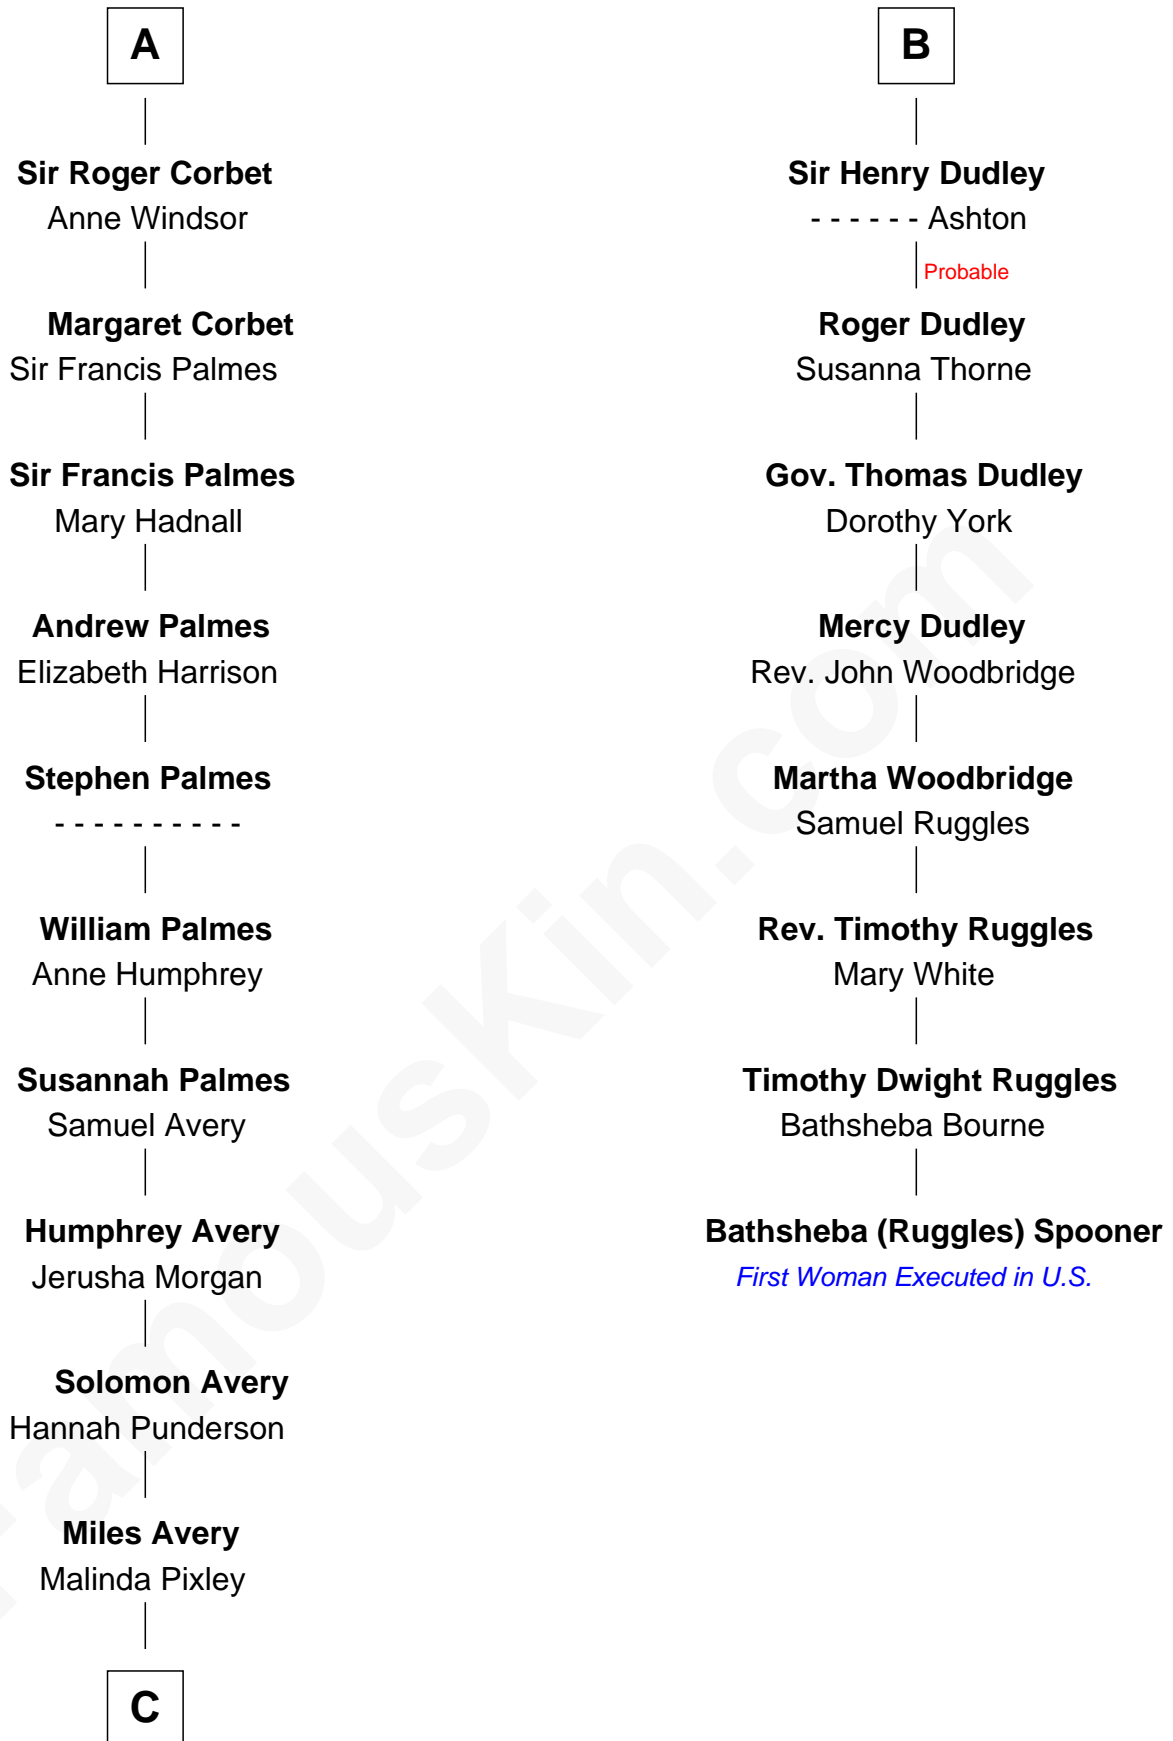 A
Sir Roger Corbet
Anne Windsor
Margaret Corbet
Sir Francis Palmes
Sir Francis Palmes
Mary Hadnall
Andrew Palmes
Elizabeth Harrison
Stephen Palmes
- - - - - - - - - -
William Palmes
Anne Humphrey
Susannah Palmes
Samuel Avery
Humphrey Avery
Jerusha Morgan
Solomon Avery
Hannah Punderson
Miles Avery
Malinda Pixley
C
B
Sir Henry Dudley
- - - - - - Ashton
Probable
Roger Dudley
Susanna Thorne
Gov. Thomas Dudley
Dorothy York
Mercy Dudley
Rev. John Woodbridge
Martha Woodbridge
Samuel Ruggles
Rev. Timothy Ruggles
Mary White
Timothy Dwight Ruggles
Bathsheba Bourne
Bathsheba (Ruggles) Spooner
First Woman Executed in U.S.
FamousKin.com